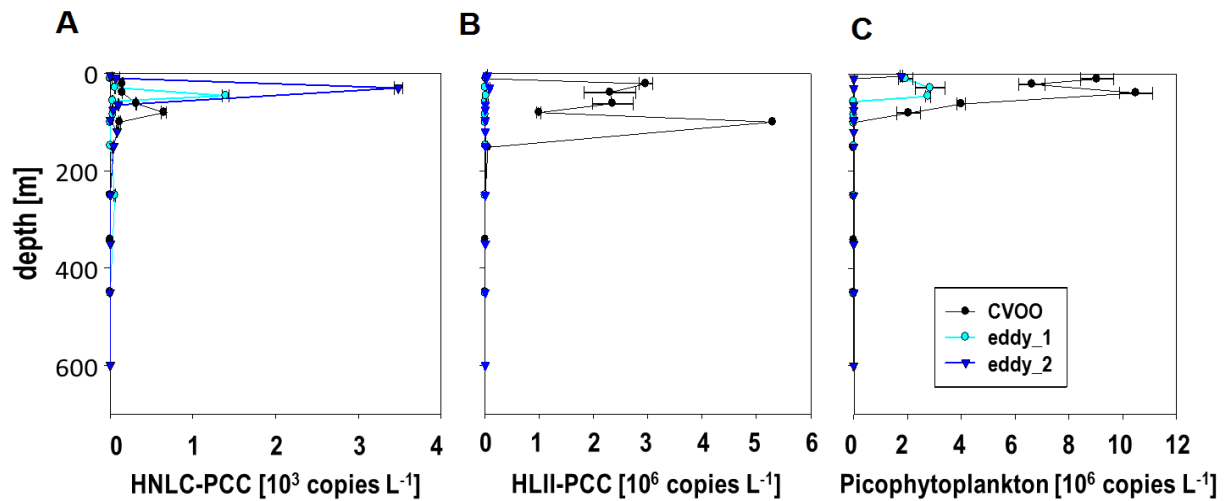 A
B
C
depth [m]
0
200
400
600
0 1 2 3 4
0 1 2 3 4 5 6
0 2 4 6 8 10 12
CVOO
eddy_1
eddy_2
HNLC-PCC [10³ copies L⁻¹]
HLII-PCC [10⁶ copies L⁻¹]
Picophytoplankton [10⁶ copies L⁻¹]